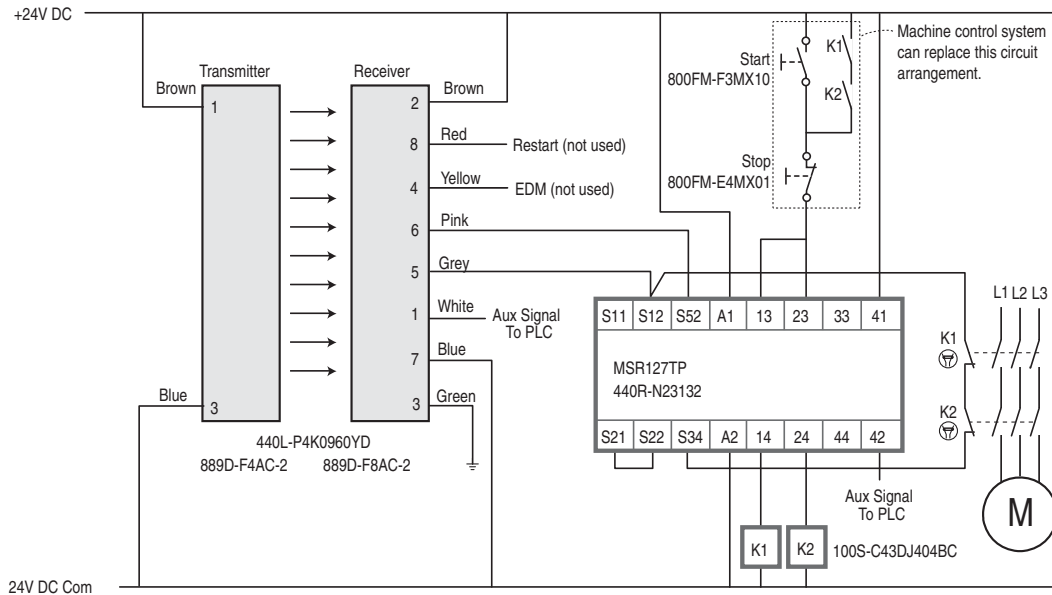 +24V DC
Machine control system
can replace this circuit
arrangement.
Start
800FM-F3MX10
K1
K2
Stop
800FM-E4MX01
Transmitter
Receiver
Brown
1
2
Brown
8
Red
Restart (not used)
4
Yellow
EDM (not used)
6
Pink
5
Grey
1
White
Aux Signal
To PLC
7
Blue
Blue
3
3
Green
440L-P4K0960YD
889D-F4AC-2
889D-F8AC-2
S11 S12 S52 A1 13 23 33 41
MSR127TP
440R-N23132
S21 S22 S34 A2 14 24 44 42
L1 L2 L3
K1
K2
M
Aux Signal
To PLC
K1
K2
100S-C43DJ404BC
24V DC Com